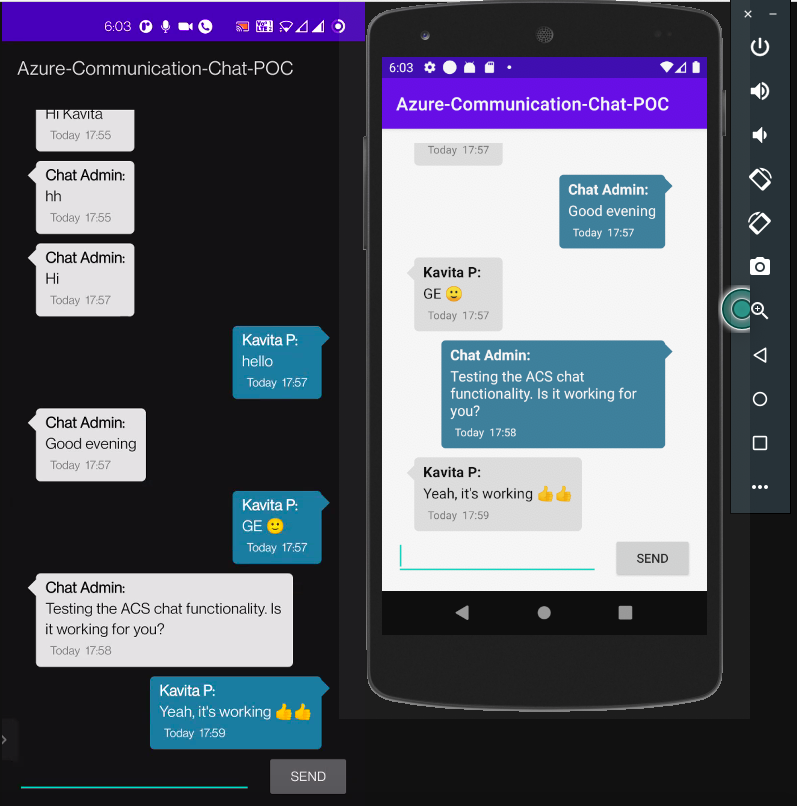 6:03
Azure-Communication-Chat-POC
Hi Kavita
Today 17:55
Chat Admin:
hh
Today 17:55
Chat Admin:
Hi
Today 17:57
Kavita P:
hello
Today 17:57
Chat Admin:
Good evening
Today 17:57
Kavita P:
GE 🙂
Today 17:57
Chat Admin:
Testing the ACS chat functionality. Is
it working for you?
Today 17:58
Kavita P:
Yeah, it's working 👍👍
Today 17:59
SEND
6:03
Azure-Communication-Chat-POC
Today 17:57
Chat Admin:
Good evening
Today 17:57
Kavita P:
GE 🙂
Today 17:57
Chat Admin:
Testing the ACS chat
functionality. Is it working for
you?
Today 17:58
Kavita P:
Yeah, it's working 👍👍
Today 17:59
SEND